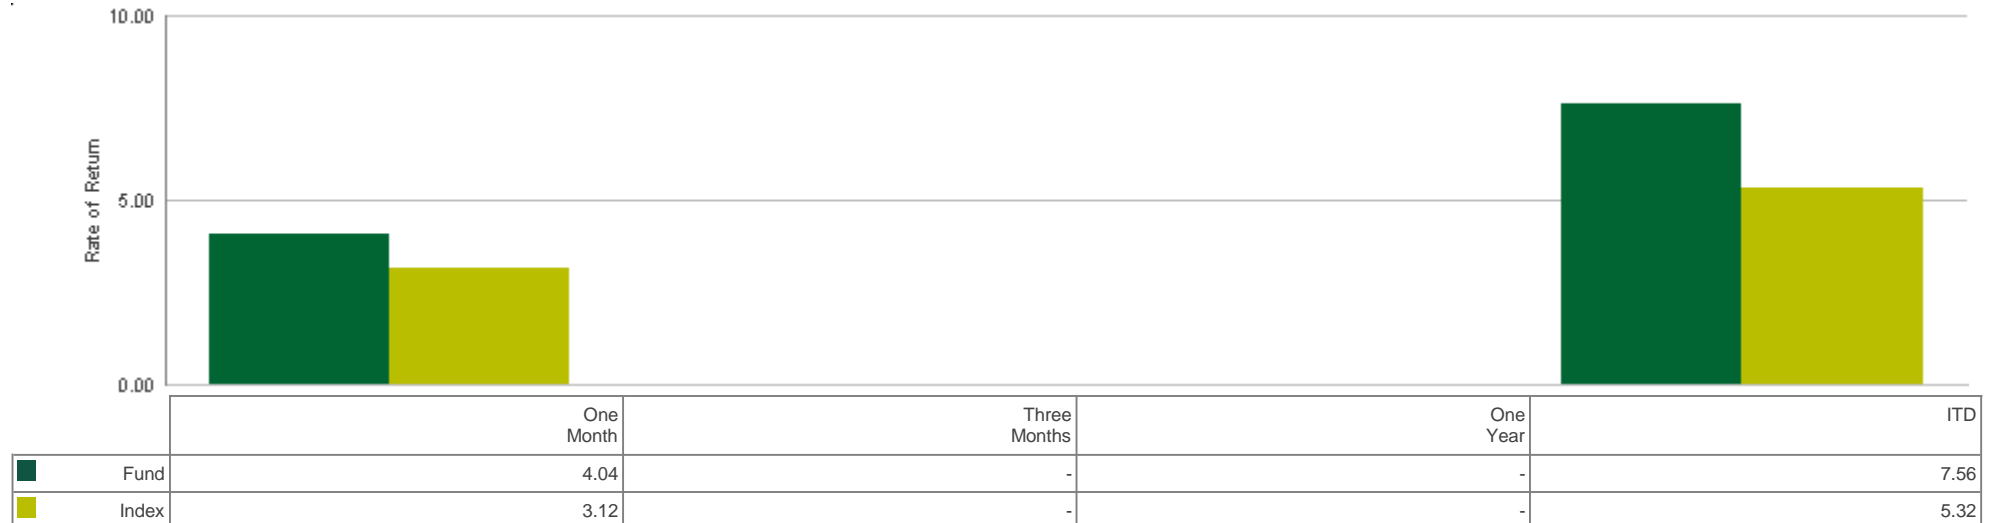 10.00
5.00
0.00
Rate of Return
One Month Three Months One Year ITD
Fund 4.04 - - 7.56
Index 3.12 - - 5.32